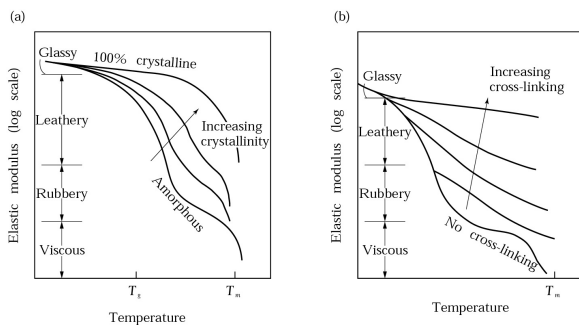 (a)
Elastic modulus (log scale)
Glassy
100% crystalline
Leathery
Increasing
crystallinity
Rubbery
Amorphous
Viscous
Tg
Tm
Temperature
(b)
Elastic modulus (log scale)
Glassy
Increasing
cross-linking
Leathery
Rubbery
No cross-linking
Viscous
Tm
Temperature